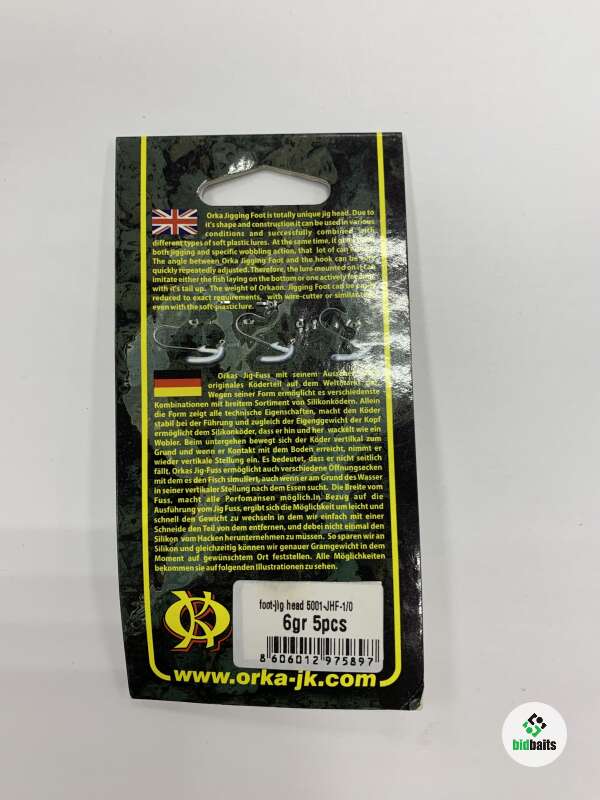 Orka Jigging Foot is totally unique jig head. Due to
it's shape and construction it can be used in various
conditions and successfully combined with
different types of soft plastic lures. At the same time, it
both jigging and specific wobbling action, that lot of can
The angle between Orka Jigging Foot and the hook can be
quickly repeatedly adjusted. Therefore, the lure mounted on it can
imitate either the fish laying on the bottom or one actively
with it's tail up. The weight of Orkaon. Jigging Foot can be
reduced to exact requirements, with wire-cutter or similar
even with the soft-plastic lure.
Orkas Jig-Fuss mit seinem
originales Köderteil auf dem Weltmarkt
Wegen seiner Form ermöglicht es verschiedenste
Kombinationen mit breitem Sortiment von Silikonködern. Allein
die Form zeigt alle technische Eigenschaften, macht den Köder
stabil bei der Führung und zugleich der Eigenggewicht der Kopf
ermöglicht dem Silikonköder, dass er hin und her wackelt wie ein
Woblor. Beim untergehen bewegt sich der Köder vertikal zum
Grund und wenn er Kontakt mit dem Boden erreicht, nimmt er
wieder vertikale Stellung ein. Es bedeutet, dass er nicht seitlich
fällt. Orkas Jig-Fuss ermöglicht auch verschiedene Öffnungsecken
mit dem es den Fisch simuliert, auch wenn er am Grund des Wasser
in seiner vertikaler Stellung nach dem Essen sucht. Die Breite vom
Fuss, macht alle Perfomansen möglich.In Bezug auf die
Ausführung vom Jig Fuss, ergibt sich die Möglichkeit um leicht und
schnell den Gewicht zu wechseln in dem wir einfach mit einer
Schneide den Teil von dem entfernen, und debei nicht einmal den
Silikon vom Hacken herunternehmen zu müssen. So sparen wir an
Silikon und gleichzeitig können wir genauer Gramgewicht in dem
Moment auf gewünschtem Ort feststellen. Alle Möglichkeiten
bekommen sie auf folgenden Illustrationen zu sehen.
foot-jig head 5001-JHF-1/0
6gr 5pcs
8 606012 975897
www.orka-jk.com
bidbaits